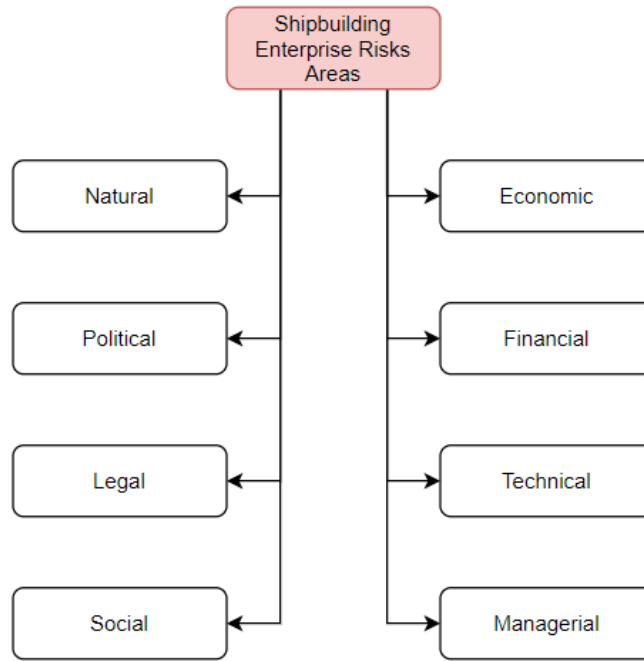 Shipbuilding
Enterprise Risks
Areas
Natural
Economic
Political
Financial
Legal
Technical
Social
Managerial